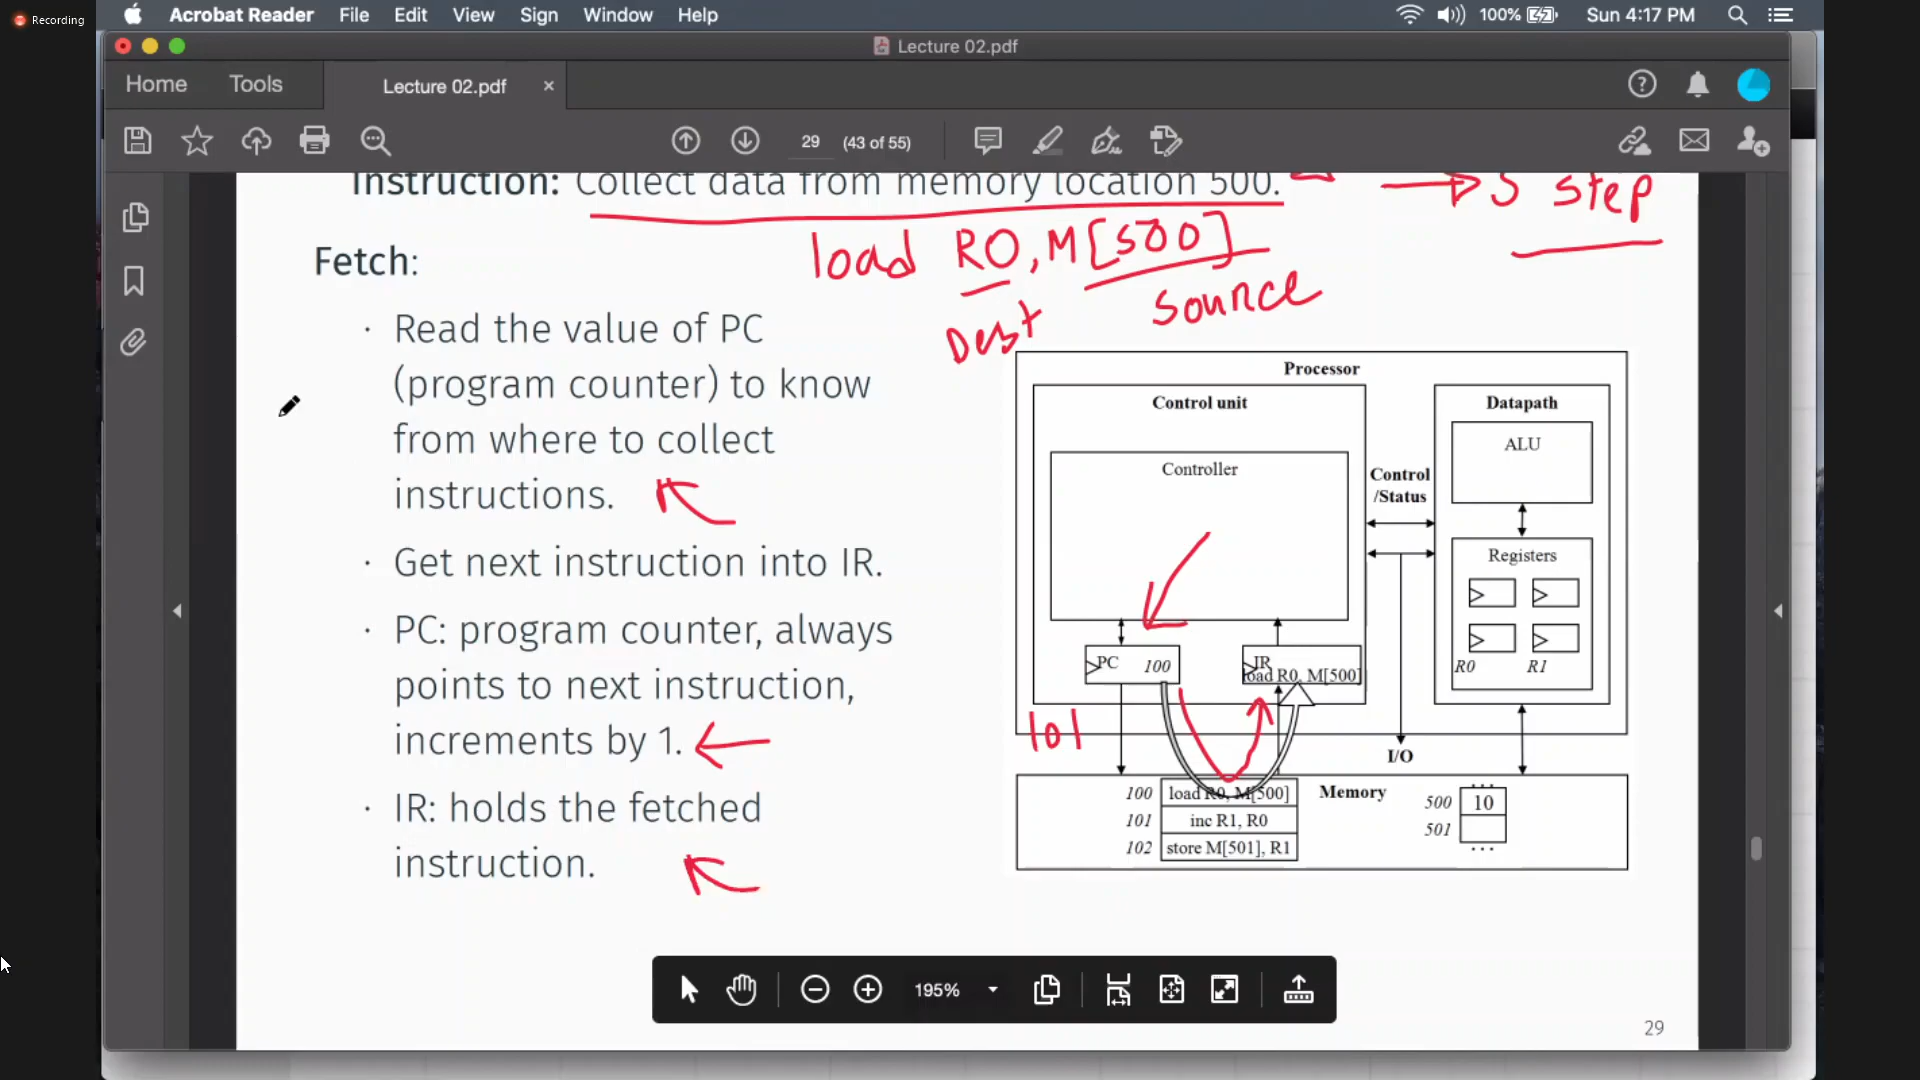 Recording
Acrobat Reader File Edit View Sign Window Help
100% Sun 4:17 PM
Lecture 02.pdf
Home Tools Lecture 02.pdf ×
29 (43 of 55)
Instruction: Collect data from memory location 500.
→ 5 step
load R0, M[500]
Dest
Source
Fetch:
· Read the value of PC
(program counter) to know
from where to collect
instructions.
· Get next instruction into IR.
· PC: program counter, always
points to next instruction,
increments by 1.
· IR: holds the fetched
instruction.
Processor
Control unit
Datapath
Controller
ALU
Control
/Status
Registers
R0 R1
PC 100
IR
load R0, M[500]
101
I/O
Memory
100 load R0, M[500]
101 inc R1, R0
102 store M[501], R1
...
500 10
501
...
195%
29